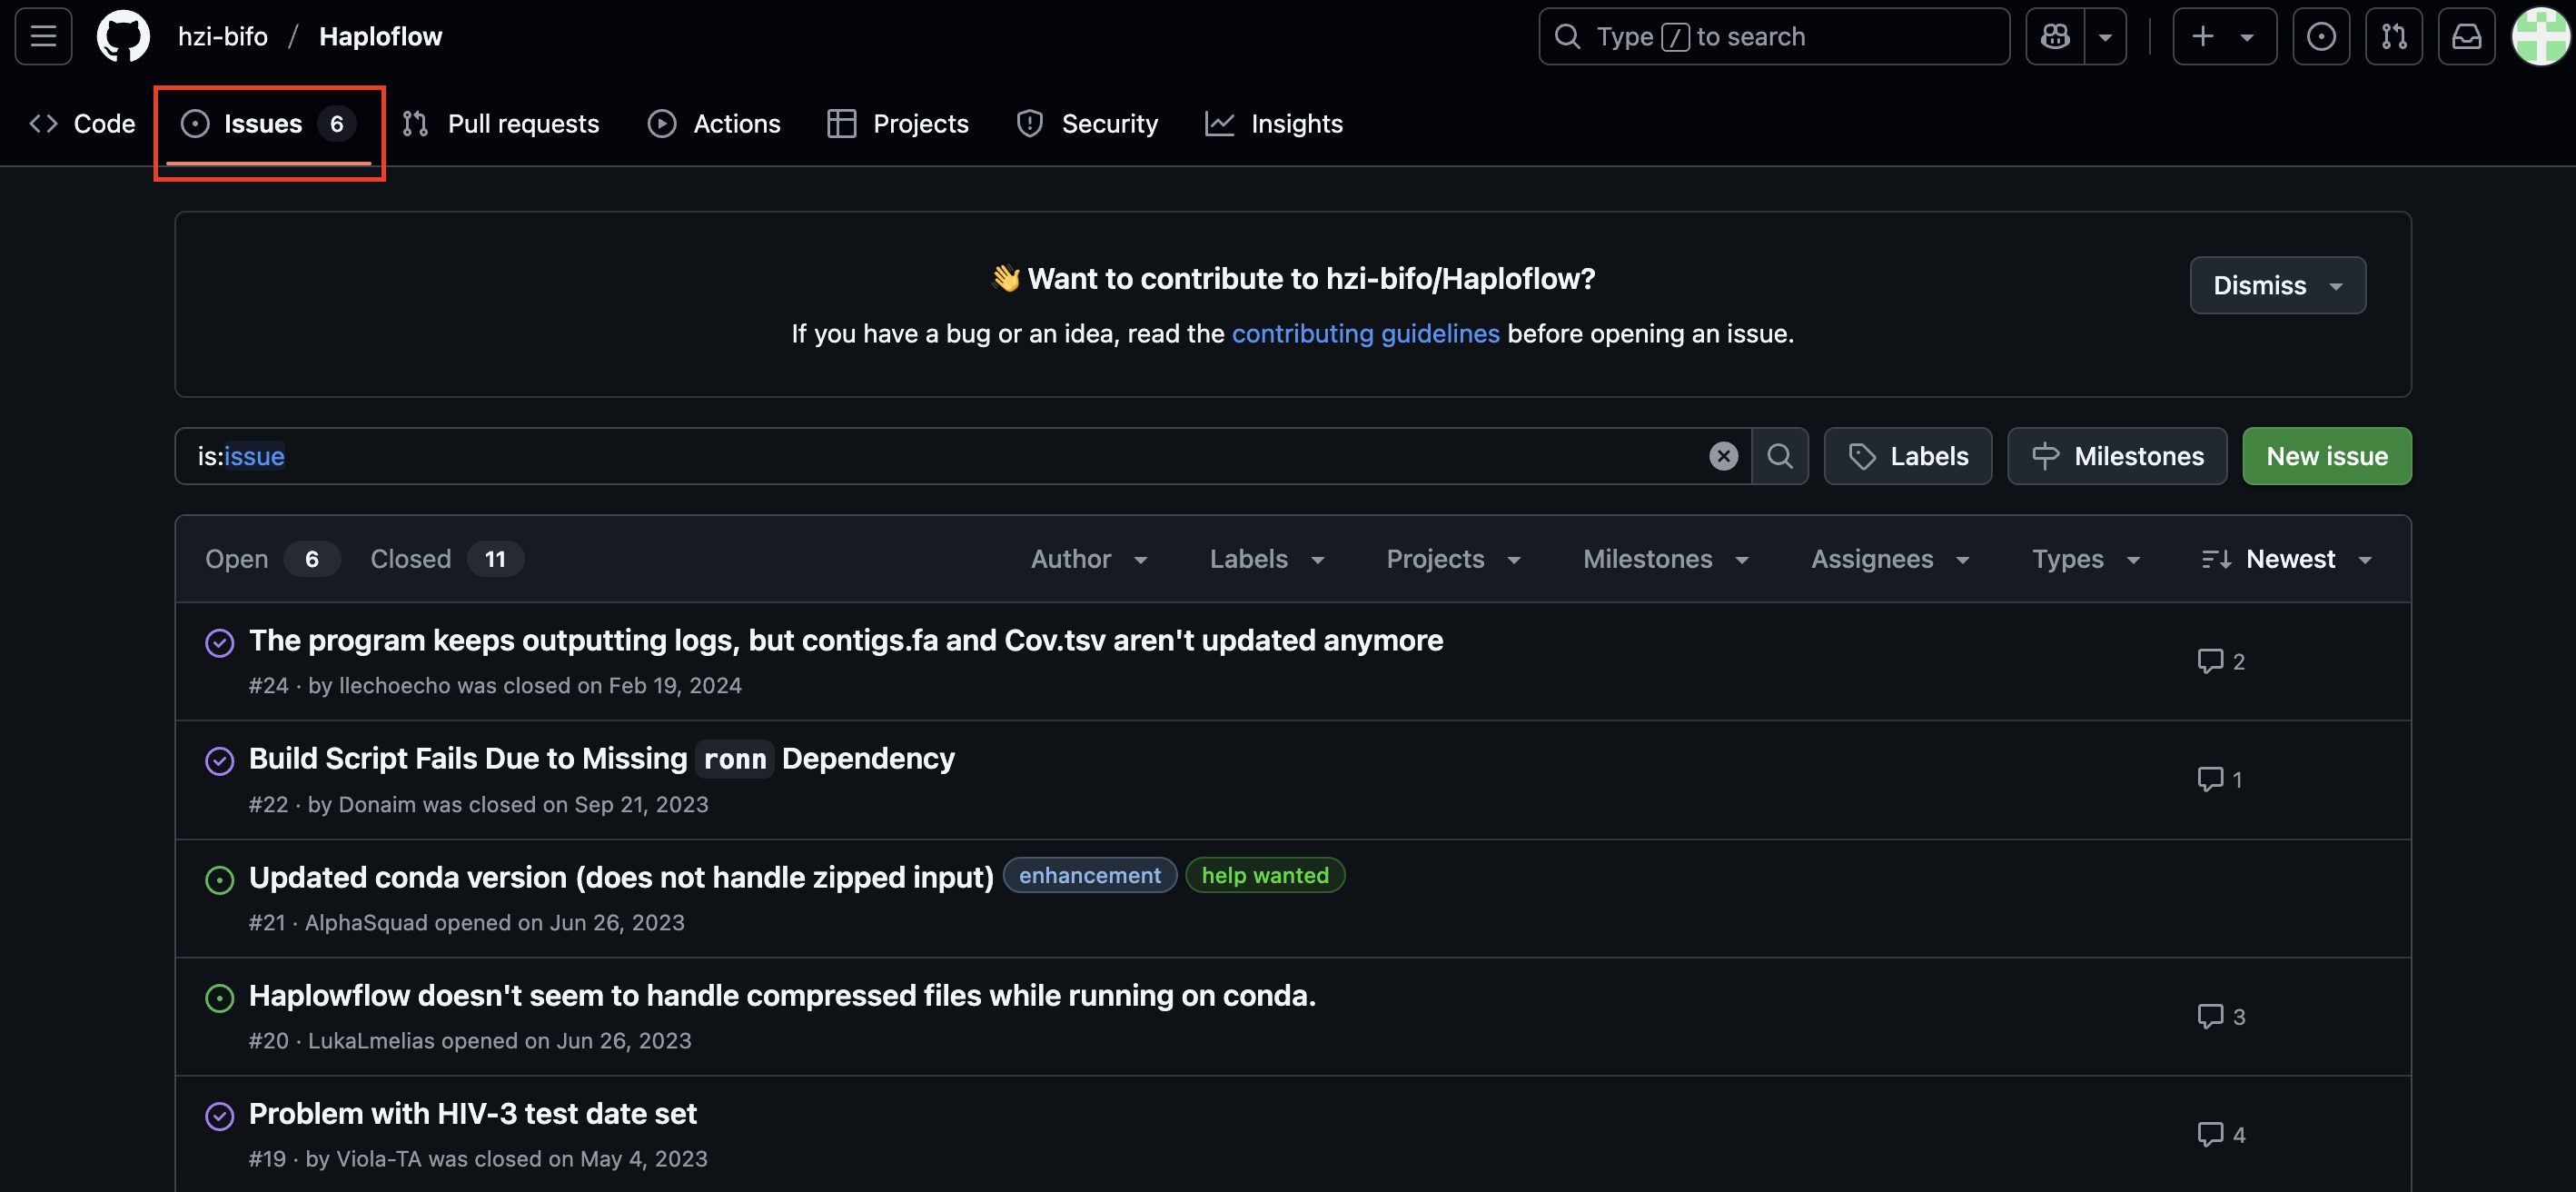 hzi-bifo / Haploflow
Type / to search
Code Issues 6 Pull requests Actions Projects Security Insights
👋 Want to contribute to hzi-bifo/Haploflow?
Dismiss
If you have a bug or an idea, read the contributing guidelines before opening an issue.
is:issue
Labels Milestones New issue
Open 6 Closed 11 Author Labels Projects Milestones Assignees Types Newest
The program keeps outputting logs, but contigs.fa and Cov.tsv aren't updated anymore
2
#24 · by llechoecho was closed on Feb 19, 2024
Build Script Fails Due to Missing ronn Dependency
1
#22 · by Donaim was closed on Sep 21, 2023
Updated conda version (does not handle zipped input) enhancement help wanted
#21 · AlphaSquad opened on Jun 26, 2023
Haplowflow doesn't seem to handle compressed files while running on conda.
3
#20 · LukaLmelias opened on Jun 26, 2023
Problem with HIV-3 test date set
4
#19 · by Viola-TA was closed on May 4, 2023